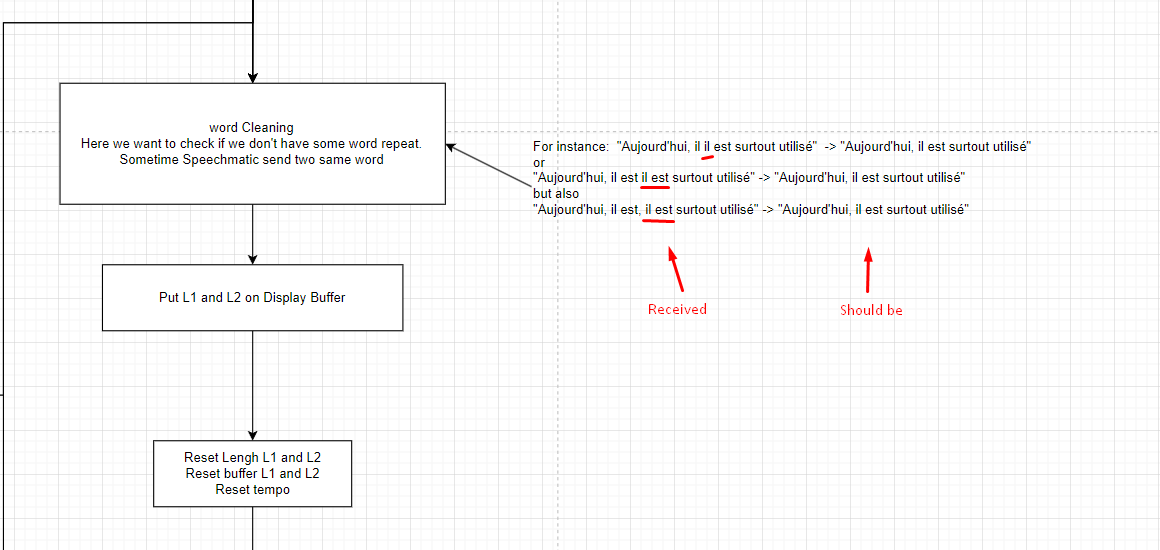 word Cleaning
Here we want to check if we don't have some word repeat.
Sometime Speechmatic send two same word
For instance:  "Aujourd'hui, il il est surtout utilisé"  -> "Aujourd'hui, il est surtout utilisé"
or
"Aujourd'hui, il est il est surtout utilisé" -> "Aujourd'hui, il est surtout utilisé"
but also
"Aujourd'hui, il est, il est surtout utilisé" -> "Aujourd'hui, il est surtout utilisé"
Received
Should be
Put L1 and L2 on Display Buffer
Reset Lengh L1 and L2
Reset buffer L1 and L2
Reset tempo